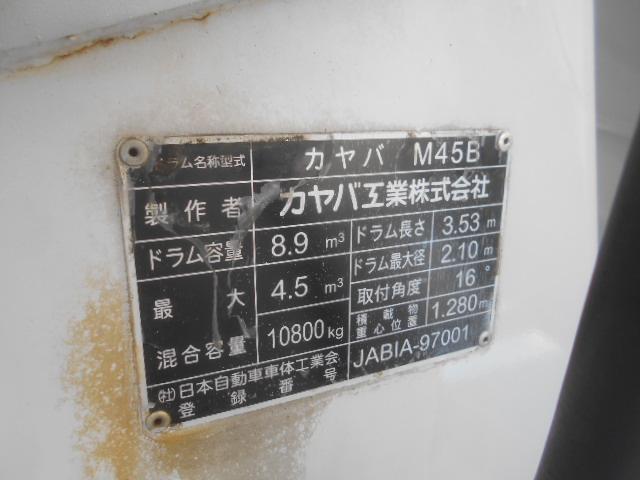 ドラム名称型式 カヤバ M45B
製作者 カヤバ工業株式会社
ドラム容量 8.9 m³ ドラム長さ 3.53 m
最大混合容量 4.5 m³ ドラム最大径 2.10 m
10800kg 取付角度 16°
積載物重心位置 1.280m
(社)日本自動車車体工業会登録番号 JABIA-97001